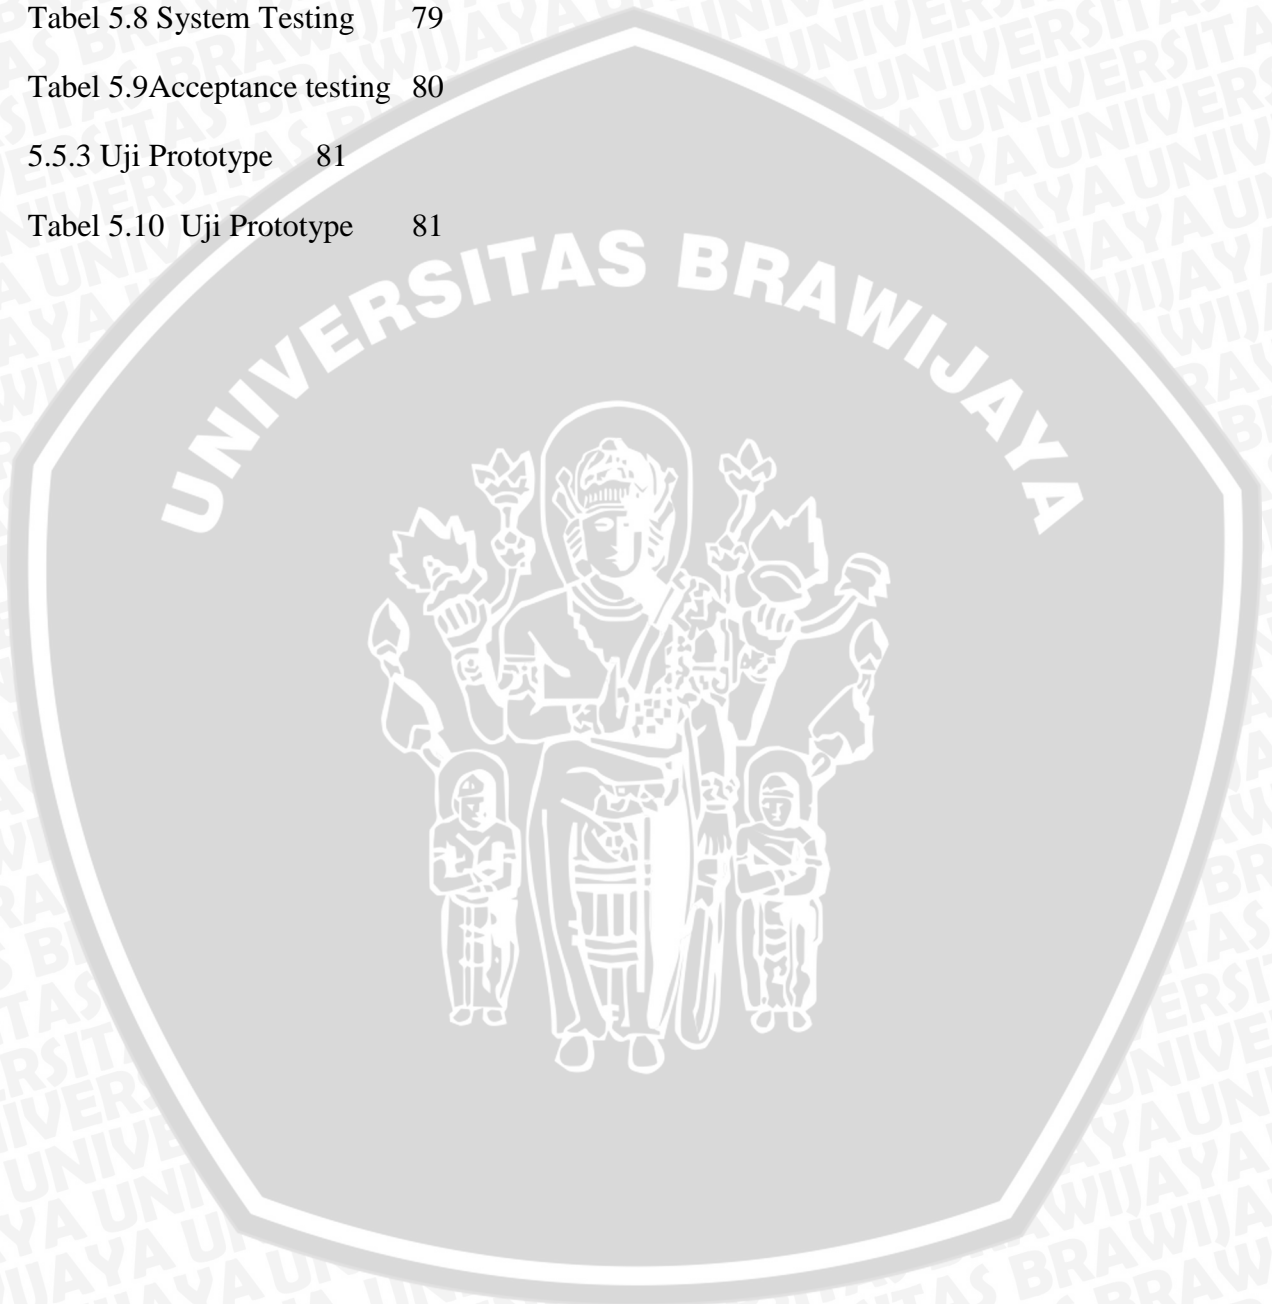 Tabel 5.8 System Testing 79
Tabel 5.9Acceptance testing 80
5.5.3 Uji Prototype 81
Tabel 5.10 Uji Prototype 81
UNIVERSITAS BRAWIJAYA